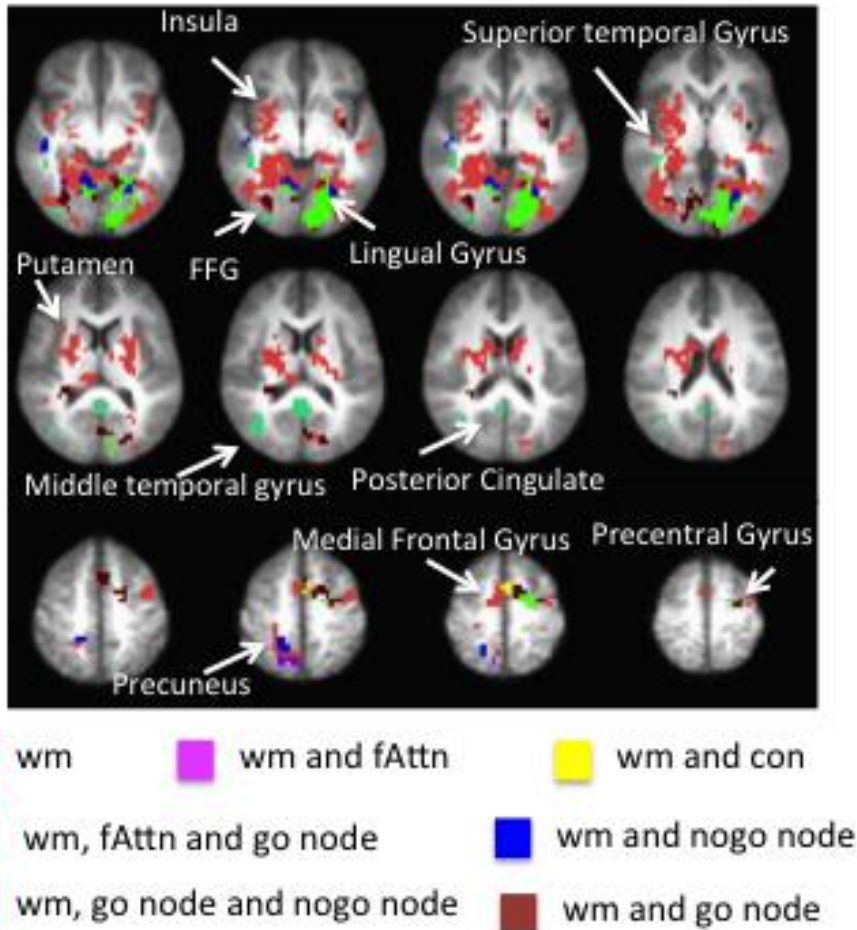 Insula
Superior temporal Gyrus
Putamen
FFG
Lingual Gyrus
Middle temporal gyrus
Posterior Cingulate
Medial Frontal Gyrus
Precentral Gyrus
Precuneus
wm
wm and fAttn
wm and con
wm, fAttn and go node
wm and nogo node
wm, go node and nogo node
wm and go node